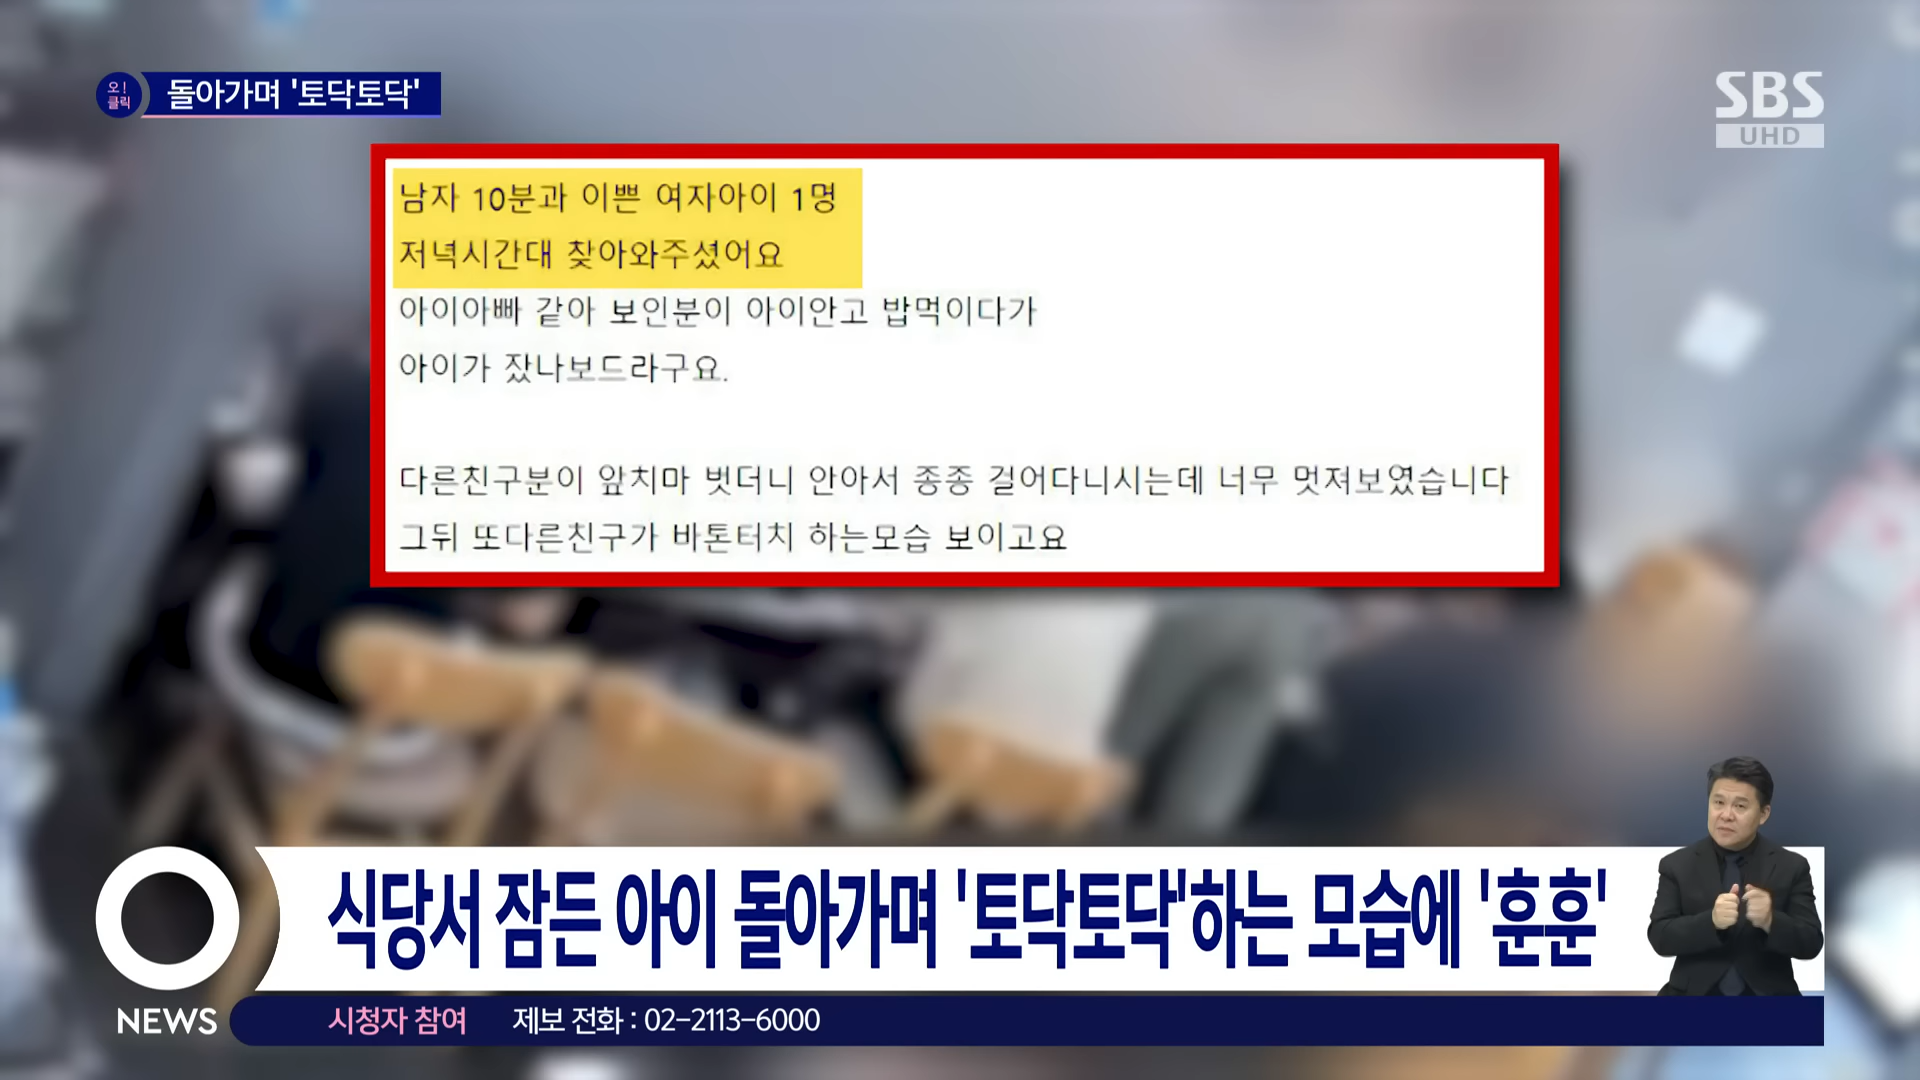 오!
클릭
돌아가며 '토닥토닥'
SBS
UHD
남자 10분과 이쁜 여자아이 1명
저녁시간대 찾아와주셨어요
아이아빠 같아 보인분이 아이안고 밥먹이다가
아이가 잤나보드라구요.
다른친구분이 앞치마 벗더니 안아서 종종 걸어다니시는데 너무 멋져보였습니다
그뒤 또다른친구가 바톤터치 하는모습 보이고요
식당서 잠든 아이 돌아가며 '토닥토닥'하는 모습에 '훈훈'
NEWS
시청자 참여 제보 전화 : 02-2113-6000